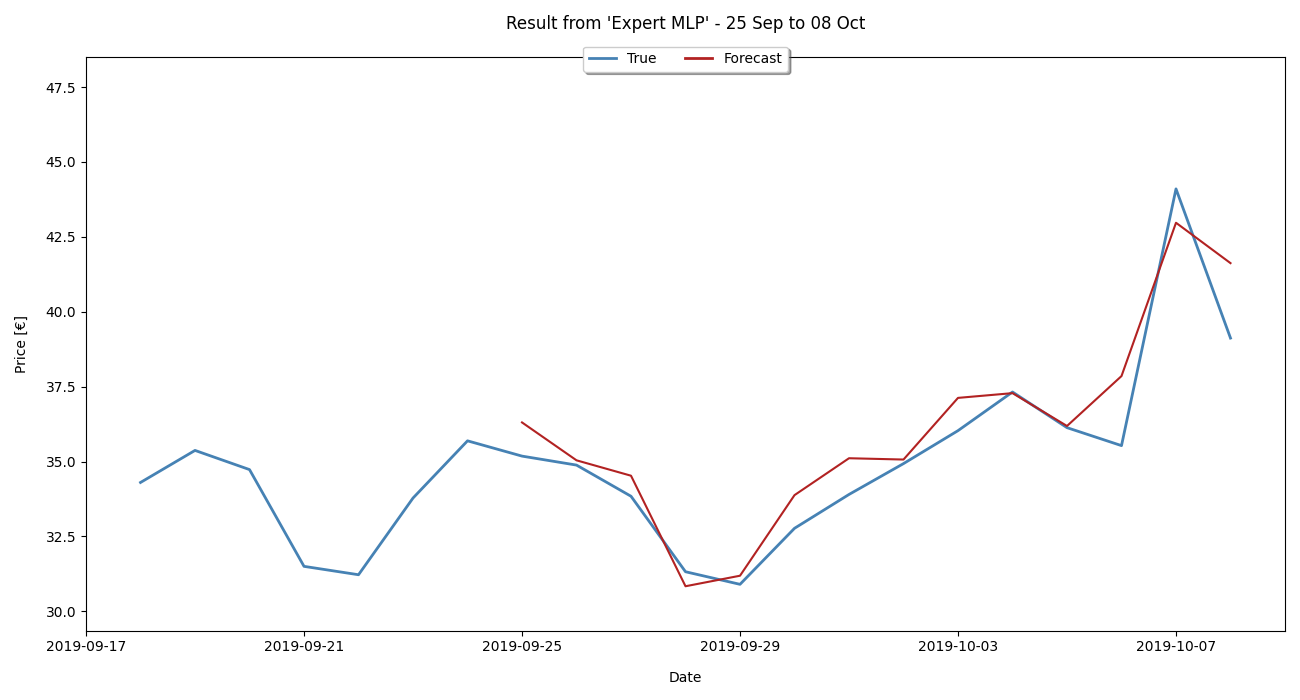 Result from 'Expert MLP' - 25 Sep to 08 Oct
True Forecast
47.5
45.0
42.5
40.0
37.5
35.0
32.5
30.0
Price [€]
2019-09-17 2019-09-21 2019-09-25 2019-09-29 2019-10-03 2019-10-07
Date